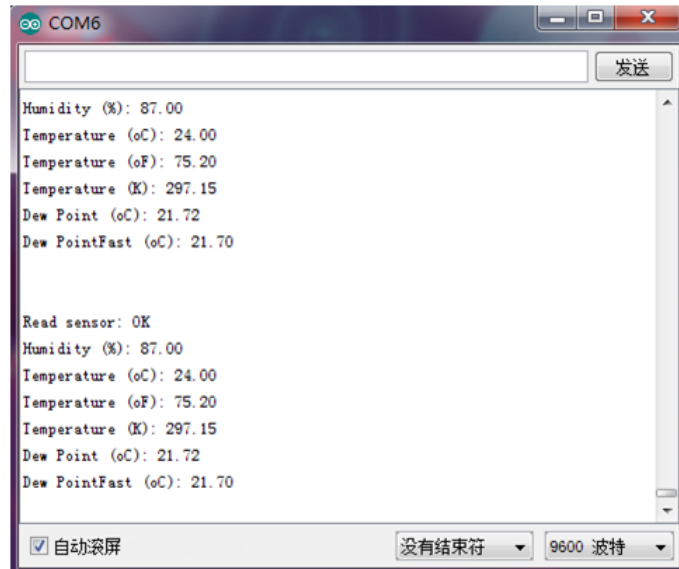 COM6
发送
Humidity (%): 87.00
Temperature (oC): 24.00
Temperature (oF): 75.20
Temperature (K): 297.15
Dew Point (oC): 21.72
Dew PointFast (oC): 21.70
Read sensor: OK
Humidity (%): 87.00
Temperature (oC): 24.00
Temperature (oF): 75.20
Temperature (K): 297.15
Dew Point (oC): 21.72
Dew PointFast (oC): 21.70
自动滚屏 没有结束符 9600 波特